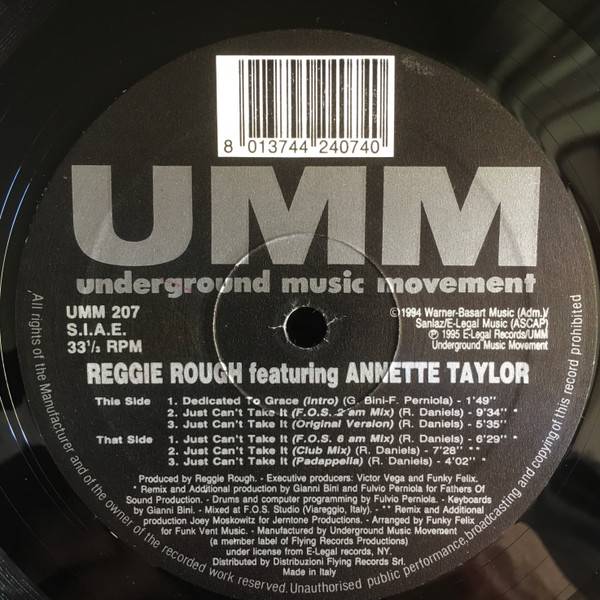 8 013744 240740
UMM
underground music movement
UMM 207
S.I.A.E.
33⅓ RPM
©1994 Warner-Basart Music (Adm.)/
Sanlaz/E-Legal Music (ASCAP)
℗ 1995 E-Legal Records/UMM
Underground Music Movement
REGGIE ROUGH featuring ANNETTE TAYLOR
This Side 1. Dedicated To Grace (Intro) (G. Bini-F. Perniola) - 1'49''
2. Just Can't Take It (F.O.S. 2 am Mix) (R. Daniels) - 9'34'' *
3. Just Can't Take It (Original Version) (R. Daniels) - 5'35''
That Side 1. Just Can't Take It (F.O.S. 6 am Mix) (R. Daniels) - 6'29'' *
2. Just Can't Take It (Club Mix) (R. Daniels) - 7'28'' **
3. Just Can't Take It (Padappella) (R. Daniels) - 4'02'' *
Produced by Reggie Rough. - Executive producers: Victor Vega and Funky Felix.
* Remix and Additional production by Gianni Bini and Fulvio Perniola for Fathers Of
Sound Production. - Drums and computer programming by Fulvio Perniola. - Keyboards
by Gianni Bini. - Mixed at F.O.S. Studio (Viareggio, Italy). - ** Remix and Additional
production Joey Moskowitz for Jerntone Productions. - Arranged by Funky Felix
for Funk Vent Music. - Manufactured by Underground Music Movement
(a member label of Flying Records Productions)
under license from E-Legal records, NY.
Distributed by Distribuzioni Flying Records Srl.
Made in Italy
All rights of the Manufacturer and of the owner of the recorded work reserved. Unauthorised public performance, broadcasting and copying of this record prohibited